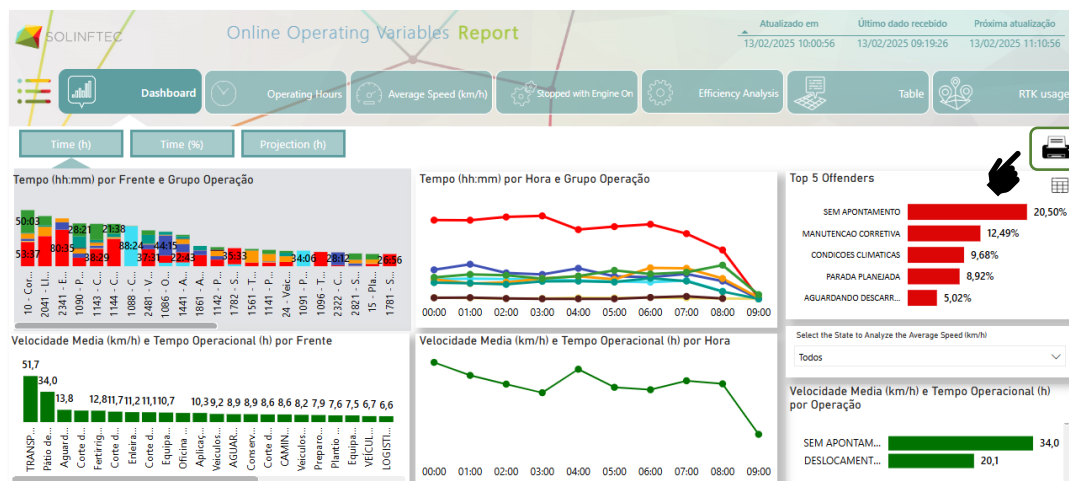 SOLINFTEC
Online Operating Variables Report
Atualizado em
Último dado recebido
Próxima atualização
13/02/2025 10:00:56
13/02/2025 09:19:26
13/02/2025 11:10:56
Dashboard
Operating Hours
Average Speed (km/h)
Stopped with Engine On
Efficiency Analysis
Table
RTK usage
Time (h)
Time (%)
Projection (h)
Tempo (hh:mm) por Frente e Grupo Operação
50:03
28:21
21:38
53:37
80:35
33:29
88:24
44:15
37:31
22:43
35:13
34:06
28:12
26:56
10 - Cor...
2041 - Ll...
2341 - E...
1090 - P...
1143 - C...
1144 - C...
1088 - C...
2481 - V...
1086 - O...
1441 - A...
1861 - A...
1142 - P...
1782 - S...
1561 - T...
1141 - P...
24 - Veíc...
1091 - P...
1096 - T...
2322 - C...
2821 - S...
15 - Pla...
1781 - S...
Tempo (hh:mm) por Hora e Grupo Operação
00:00 01:00 02:00 03:00 04:00 05:00 06:00 07:00 08:00 09:00
Top 5 Offenders
SEM APONTAMENTO 20,50%
MANUTENCAO CORRETIVA 12,49%
CONDICOES CLIMATICAS 9,68%
PARADA PLANEJADA 8,92%
AGUARDANDO DESCARR... 5,02%
Velocidade Media (km/h) e Tempo Operacional (h) por Frente
51,7
34,0
13,8 12,8 11,7 11,2 11,1 10,7 10,3 9,2 8,9 8,9 8,6 8,6 8,2 7,9 7,6 7,5 6,7 6,6
TRANSP...
Pátio de...
Aguard...
Corte d...
Fertirrig...
Corte d...
Enleira...
Corte d...
Equipa...
Oficina ...
Aplicaç...
Veículos...
AGUAR...
Conserv...
Corte d...
CAMIN...
Veículos...
Preparo...
Plantio ...
Equipa...
VEÍCUL...
LOGISTI...
Velocidade Media (km/h) e Tempo Operacional (h) por Hora
00:00 01:00 02:00 03:00 04:00 05:00 06:00 07:00 08:00 09:00
Select the State to Analyze the Average Speed (km/h)
Todos
Velocidade Media (km/h) e Tempo Operacional (h)
por Operação
SEM APONTAM... 34,0
DESLOCAMENT... 20,1